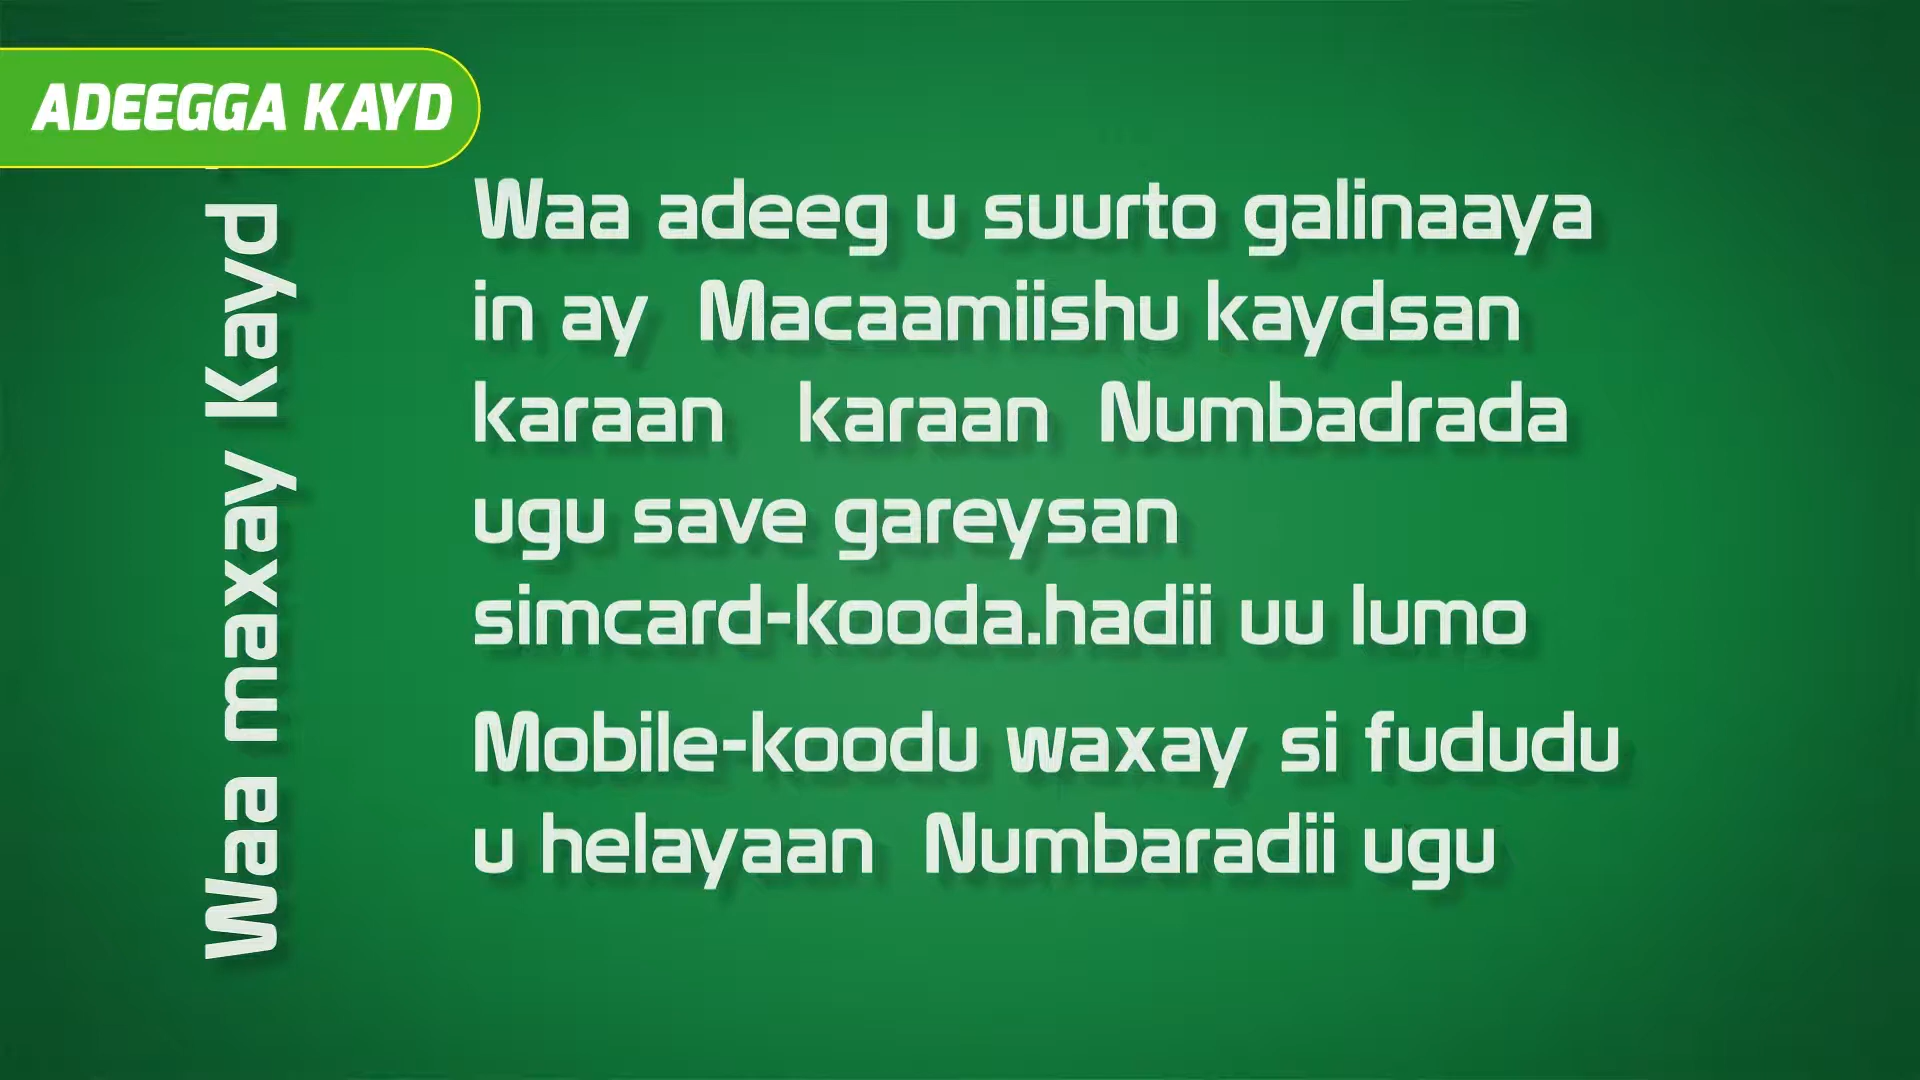 ADEEGGA KAYD
Waa maxay Kayd
Waa adeeg u suurto galinaaya
in ay Macaamiishu kaydsan
karaan karaan Numbadrada
ugu save gareysan
simcard-kooda.hadii uu lumo
Mobile-koodu waxay si fududu
u helayaan Numbaradii ugu